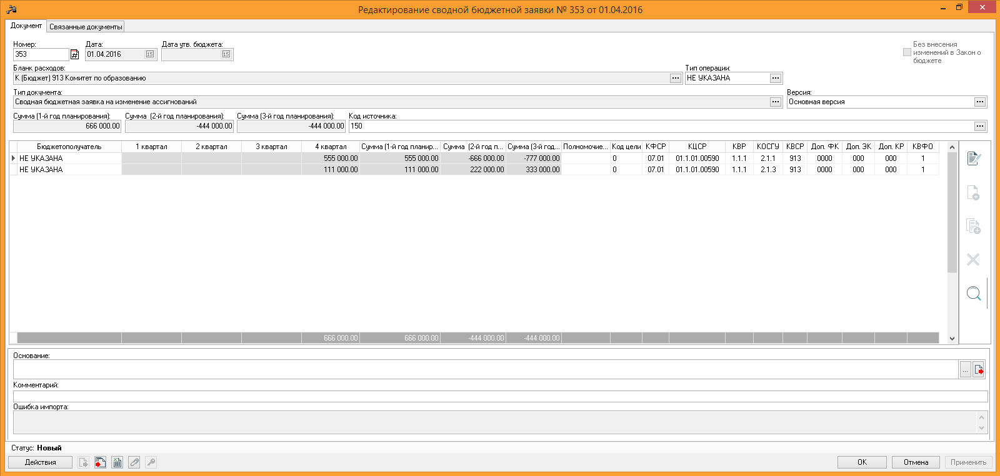 Редактирование сводной бюджетной заявки № 353 от 01.04.2016
Документ Связанные документы
Номер: Дата: Дата утв. бюджета:
353 # 01.04.2016 15 15
Без внесения
изменений в Закон о
бюджете
Бланк расходов: Тип операции:
К (Бюджет) 913 Комитет по образованию ... НЕ УКАЗАНА ...
Тип документа: Версия:
Сводная бюджетная заявка на изменение ассигнований ... Основная версия ...
Сумма (1-й год планирования): Сумма (2-й год планирования): Сумма (3-й год планирования): Код источника:
666 000.00 -444 000.00 -444 000.00 150 ...
Бюджетополучатель 1 квартал 2 квартал 3 квартал 4 квартал Сумма (1-й год планир... Сумма (2-й год п... Сумма (3-й год... Полномочие... Код цели КФСР КЦСР КВР КОСГУ КВСР Доп. ФК Доп. ЭК Доп. КР КВФО
НЕ УКАЗАНА 555 000.00 555 000.00 -666 000.00 -777 000.00 0 07.01 01.1.01.00590 1.1.1 2.1.1 913 0000 000 000 1
НЕ УКАЗАНА 111 000.00 111 000.00 222 000.00 333 000.00 0 07.01 01.1.01.00590 1.1.1 2.1.3 913 0000 000 000 1
666 000.00 666 000.00 -444 000.00 -444 000.00
Основание:
...
Комментарий:
Ошибка импорта:
Статус: Новый
Действия OK Отмена Применить